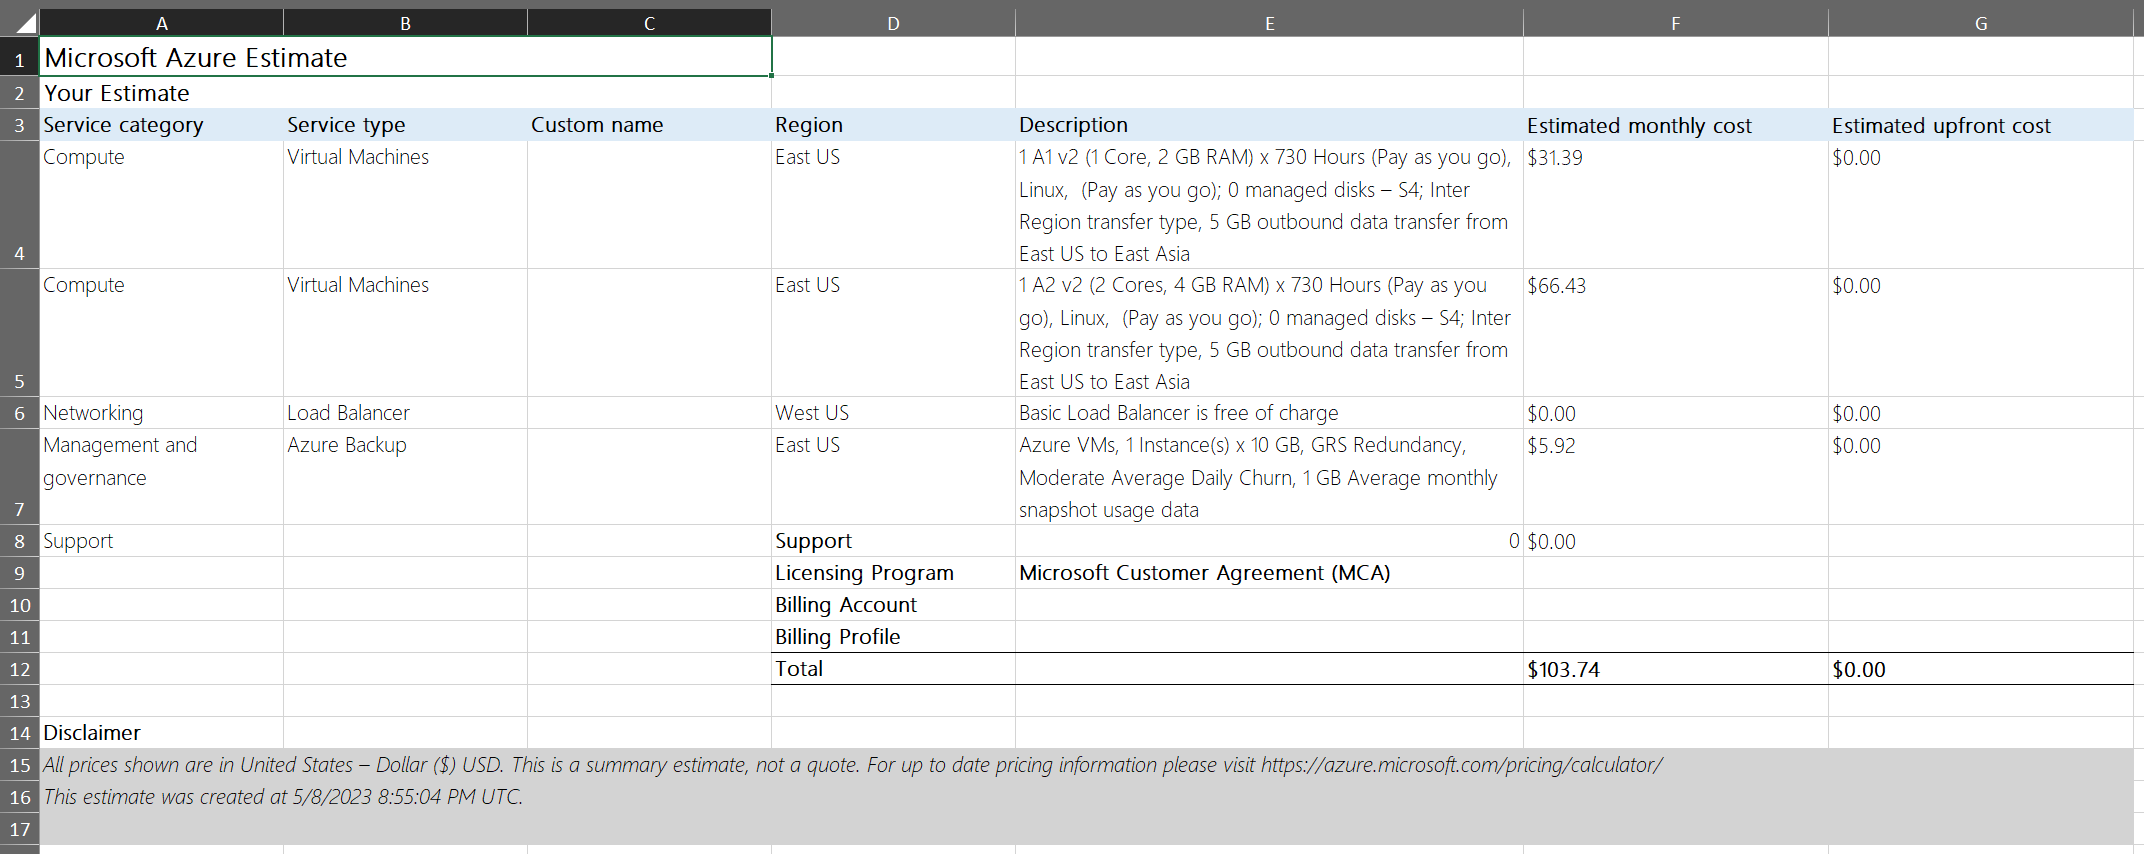 A B C D E F G
1 Microsoft Azure Estimate
2 Your Estimate
3 Service category Service type Custom name Region Description Estimated monthly cost Estimated upfront cost
Compute Virtual Machines East US 1 A1 v2 (1 Core, 2 GB RAM) x 730 Hours (Pay as you go), $31.39 $0.00
Linux,  (Pay as you go); 0 managed disks – S4; Inter
Region transfer type, 5 GB outbound data transfer from
4 East US to East Asia
Compute Virtual Machines East US 1 A2 v2 (2 Cores, 4 GB RAM) x 730 Hours (Pay as you $66.43 $0.00
go), Linux,  (Pay as you go); 0 managed disks – S4; Inter
Region transfer type, 5 GB outbound data transfer from
5 East US to East Asia
6 Networking Load Balancer West US Basic Load Balancer is free of charge $0.00 $0.00
Management and Azure Backup East US Azure VMs, 1 Instance(s) x 10 GB, GRS Redundancy, $5.92 $0.00
governance Moderate Average Daily Churn, 1 GB Average monthly
7 snapshot usage data
8 Support Support 0 $0.00
9 Licensing Program Microsoft Customer Agreement (MCA)
10 Billing Account
11 Billing Profile
12 Total $103.74 $0.00
13
14 Disclaimer
15 All prices shown are in United States – Dollar ($) USD. This is a summary estimate, not a quote. For up to date pricing information please visit https://azure.microsoft.com/pricing/calculator/
16 This estimate was created at 5/8/2023 8:55:04 PM UTC.
17